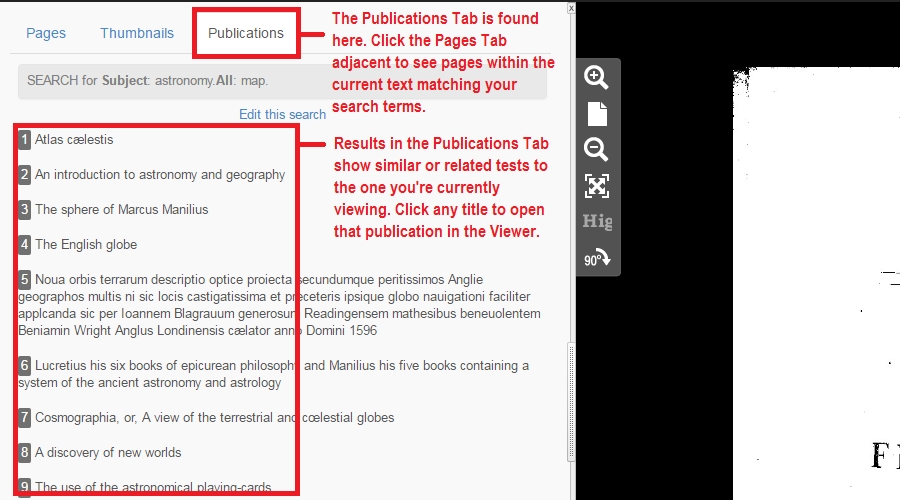 Pages Thumbnails Publications
The Publications Tab is found
here. Click the Pages Tab
adjacent to see pages within the
current text matching your
search terms.
SEARCH for Subject: astronomy.All: map.
Edit this search
Results in the Publications Tab
show similar or related tests to
the one you're currently
viewing. Click any title to open
that publication in the Viewer.
1 Atlas cælestis
2 An introduction to astronomy and geography
3 The sphere of Marcus Manilius
4 The English globe
5 Noua orbis terrarum descriptio optice proiecta secundumque peritissimos Anglie
geographos multis ni sic locis castigatissima et preceteris ipsique globo nauigationi faciliter
applcanda sic per Ioannem Blagrauum generosum Readingensem mathesibus beneuolentem
Beniamin Wright Anglus Londinensis cælator anno Domini 1596
6 Lucretius his six books of epicurean philosophy and Manilius his five books containing a
system of the ancient astronomy and astrology
7 Cosmographia, or, A view of the terrestrial and cœlestial globes
8 A discovery of new worlds
9 The use of the astronomical playing-cards
x
Hig
90°
F